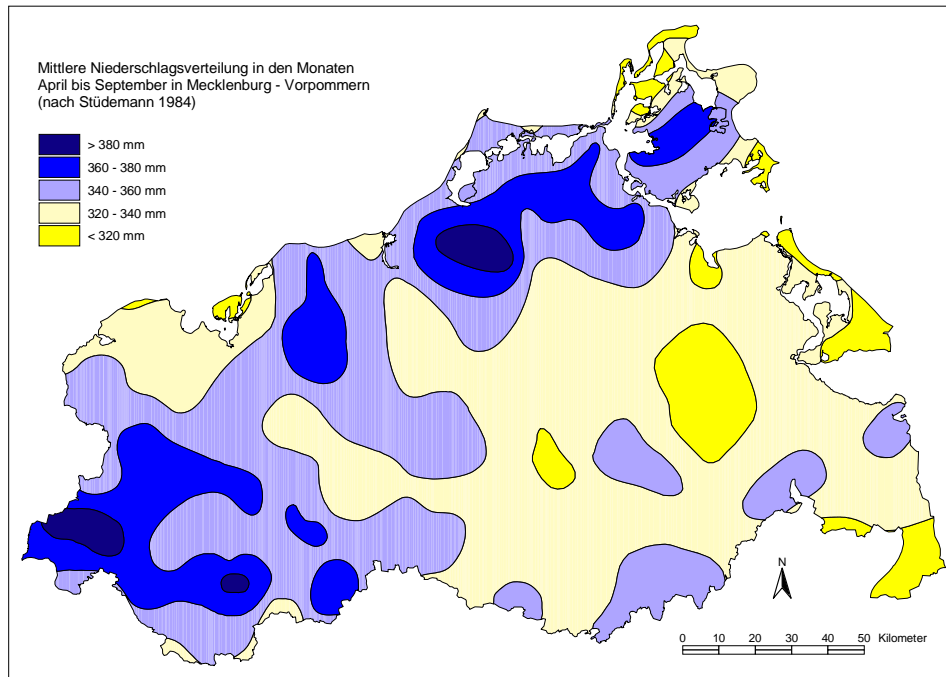 Mittlere Niederschlagsverteilung in den Monaten
April bis September in Mecklenburg - Vorpommern
(nach Stüdemann 1984)
> 380 mm
360 - 380 mm
340 - 360 mm
320 - 340 mm
< 320 mm
N
0 10 20 30 40 50 Kilometer